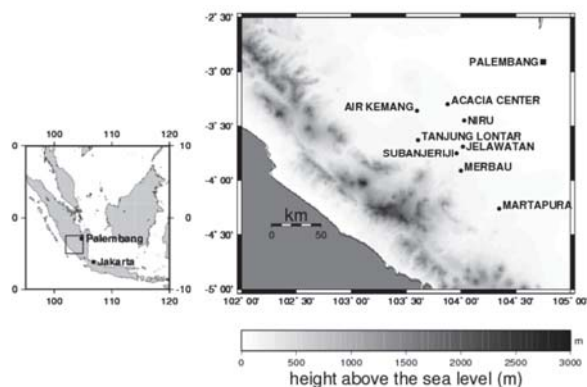 -2° 30'
-3° 00'
-3° 30'
-4° 00'
-4° 30'
-5° 00'
102° 00'
102° 30'
103° 00'
103° 30'
104° 00'
104° 30'
105° 00'
PALEMBANG
ACACIA CENTER
AIR KEMANG
NIRU
TANJUNG LONTAR
JELAWATAN
SUBANJERIJI
MERBAU
MARTAPURA
km
0
50
100
110
120
10
0
-10
10
0
5
Palembang
Jakarta
100
110
120
m
0
500
1000
1500
2000
2500
3000
height above the sea level (m)